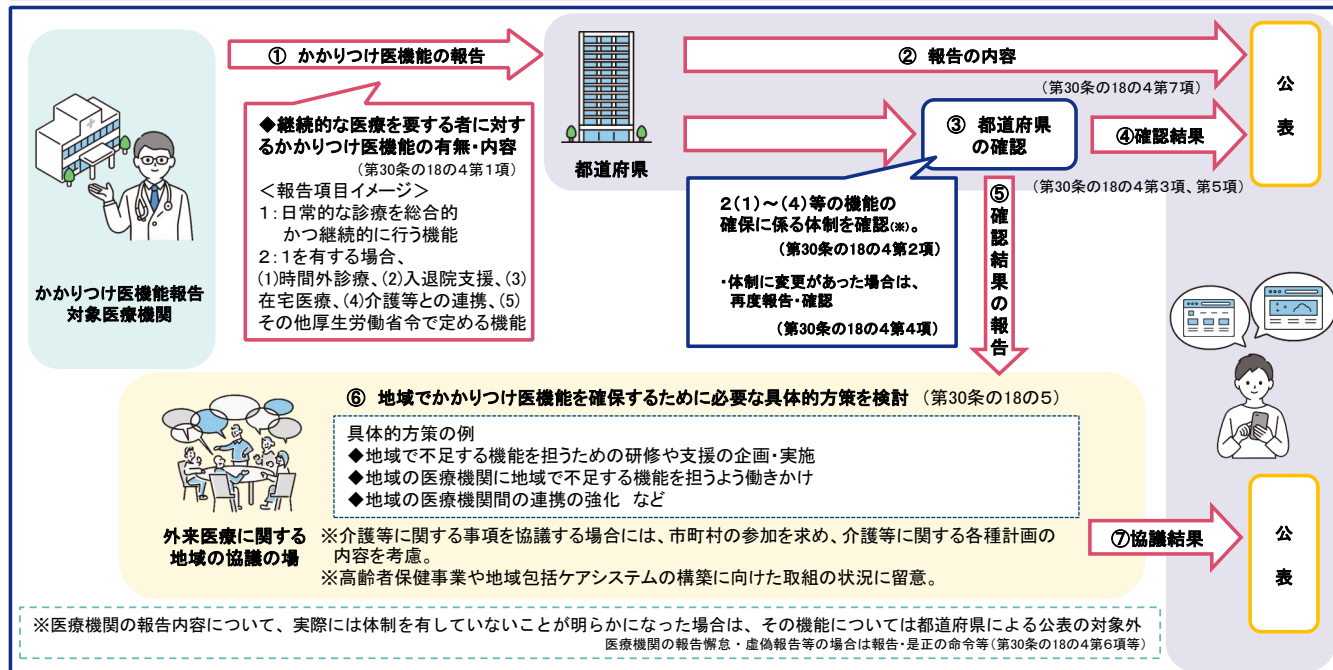 ① かかりつけ医機能の報告
◆継続的な医療を要する者に対す
るかかりつけ医機能の有無・内容
(第30条の18の4第1項)
<報告項目イメージ>
1:日常的な診療を総合的
かつ継続的に行う機能
2:1を有する場合、
(1)時間外診療、(2)入退院支援、(3)
在宅医療、(4)介護等との連携、(5)
その他厚生労働省令で定める機能
かかりつけ医機能報告
対象医療機関
都道府県
② 報告の内容
(第30条の18の4第7項)
③ 都道府県
の確認
④確認結果
(第30条の18の4第3項、第5項)
公表
2(1)~(4)等の機能の
確保に係る体制を確認(※)。
(第30条の18の4第2項)
・体制に変更があった場合は、
再度報告・確認
(第30条の18の4第4項)
⑤確認結果の報告
⑥ 地域でかかりつけ医機能を確保するために必要な具体的方策を検討 (第30条の18の5)
具体的方策の例
◆地域で不足する機能を担うための研修や支援の企画・実施
◆地域の医療機関に地域で不足する機能を担うよう働きかけ
◆地域の医療機関間の連携の強化 など
外来医療に関する
地域の協議の場
※介護等に関する事項を協議する場合には、市町村の参加を求め、介護等に関する各種計画の
内容を考慮。
※高齢者保健事業や地域包括ケアシステムの構築に向けた取組の状況に留意。
⑦協議結果
公表
※医療機関の報告内容について、実際には体制を有していないことが明らかになった場合は、その機能については都道府県による公表の対象外
医療機関の報告懈怠・虚偽報告等の場合は報告・是正の命令等(第30条の18の4第6項等)